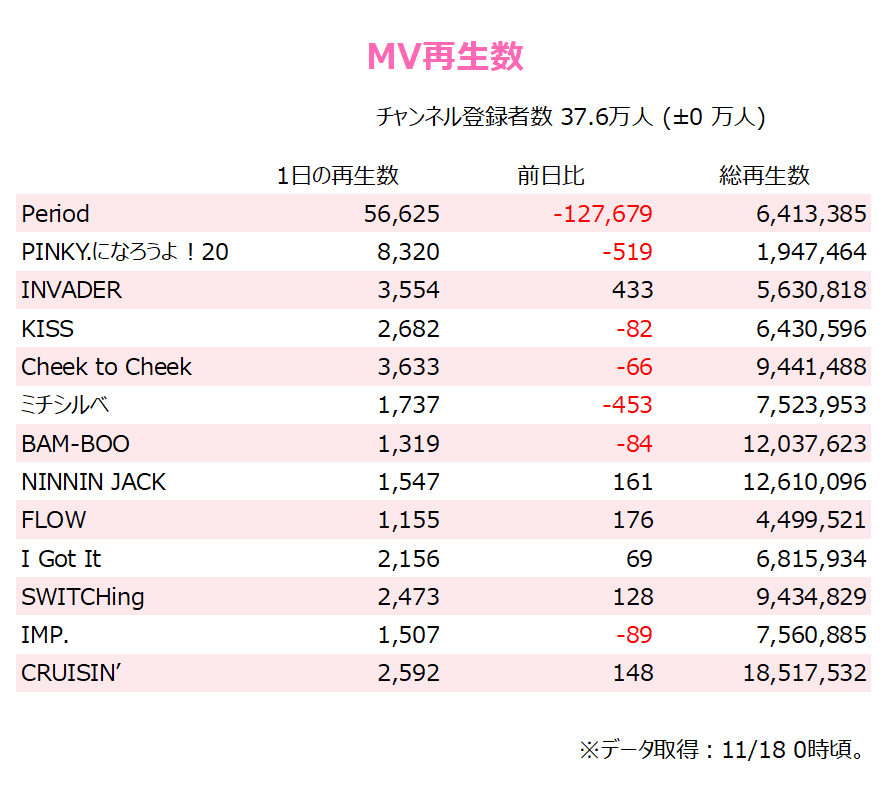 MV再生数
チャンネル登録者数 37.6万人 (±0 万人)
1日の再生数 前日比 総再生数
Period 56,625 -127,679 6,413,385
PINKY.になろうよ！20 8,320 -519 1,947,464
INVADER 3,554 433 5,630,818
KISS 2,682 -82 6,430,596
Cheek to Cheek 3,633 -66 9,441,488
ミチシルベ 1,737 -453 7,523,953
BAM-BOO 1,319 -84 12,037,623
NINNIN JACK 1,547 161 12,610,096
FLOW 1,155 176 4,499,521
I Got It 2,156 69 6,815,934
SWITCHing 2,473 128 9,434,829
IMP. 1,507 -89 7,560,885
CRUISIN′ 2,592 148 18,517,532
※データ取得：11/18 0時頃。